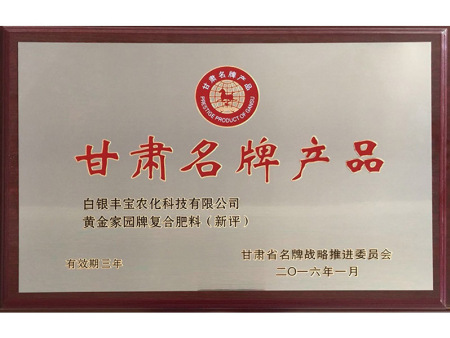 甘肃名牌产品
PRESTIGE PRODUCT OF GANSU
甘肃名牌产品
白银丰宝农化科技有限公司
黄金家园牌复合肥料（新评）
有效期三年
甘肃省名牌战略推进委员会
二〇一六年一月